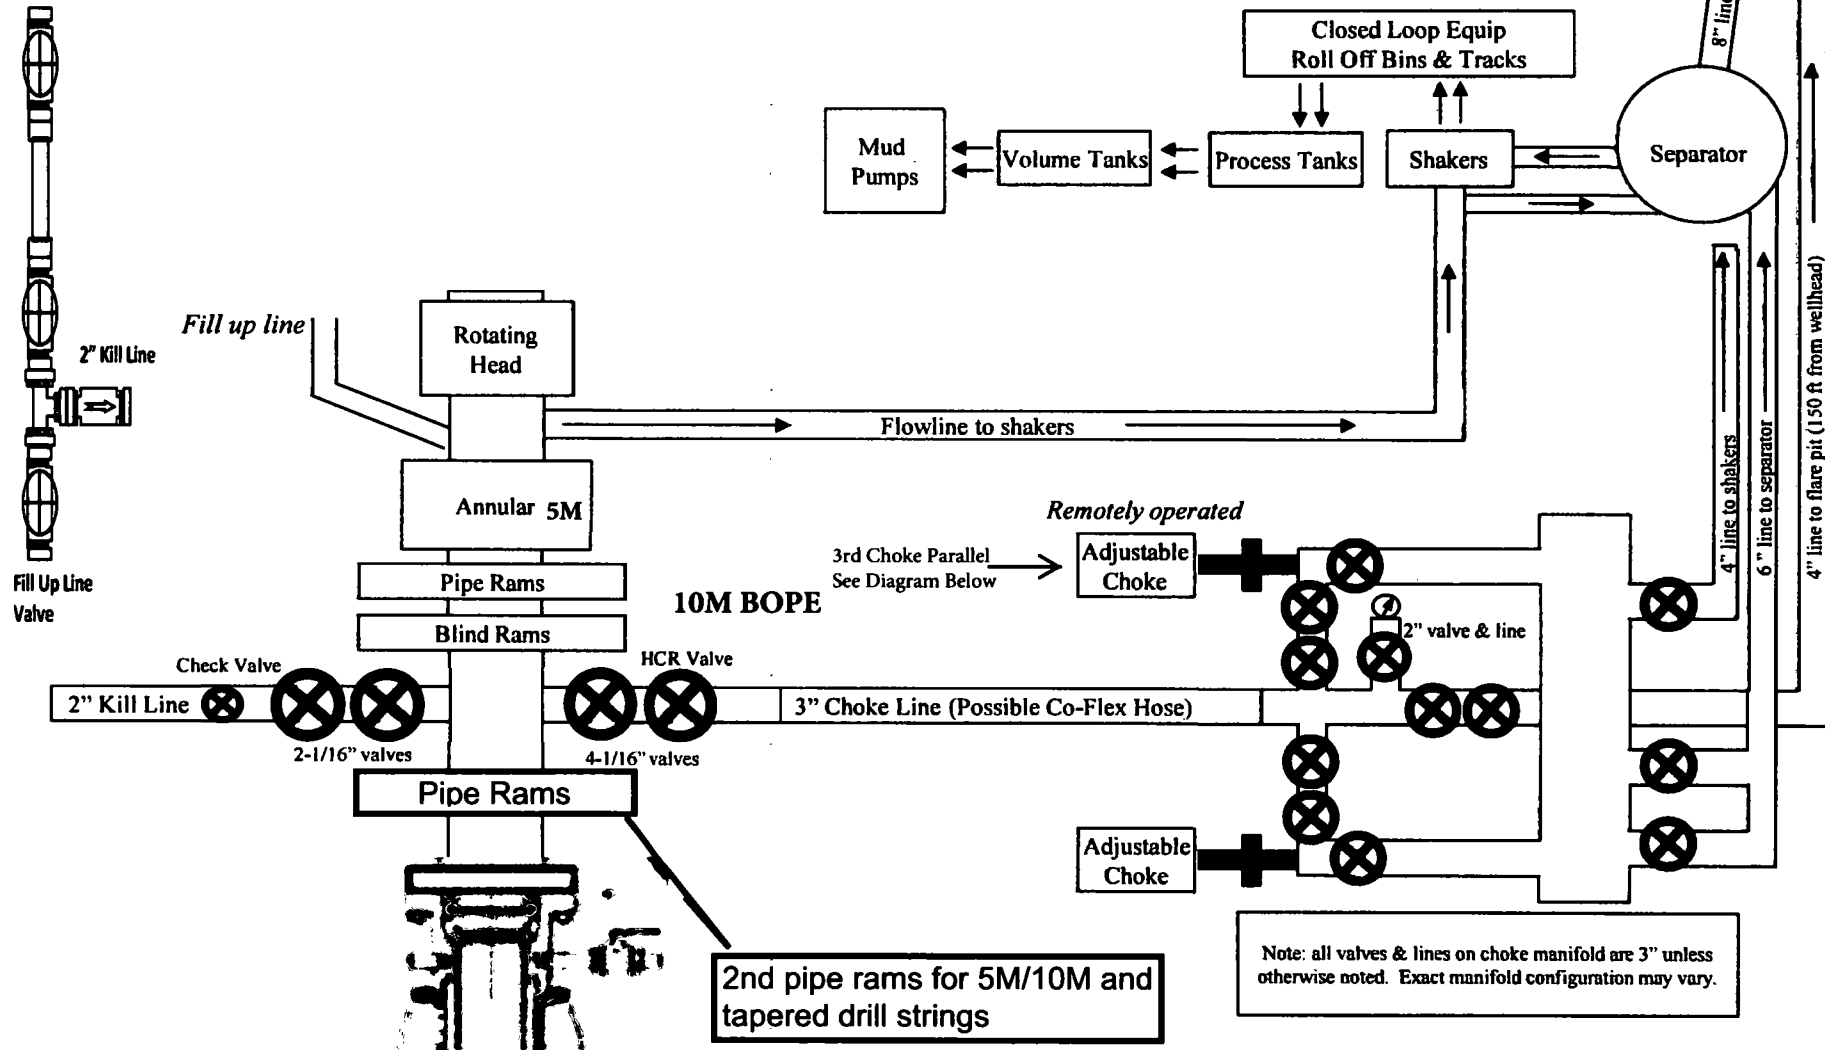 Closed Loop Equip
Roll Off Bins & Tracks
8" line
Mud
Pumps
Volume Tanks
Process Tanks
Shakers
Separator
2" Kill Line
Fill up line
Rotating
Head
Flowline to shakers
4" line to shakers
6" line to separator
4" line to flare pit (150 ft from wellhead)
Annular 5M
Remotely operated
Adjustable
Choke
3rd Choke Parallel
See Diagram Below
Fill Up Line
Valve
Pipe Rams
10M BOPE
Blind Rams
2" valve & line
Check Valve
HCR Valve
2" Kill Line
3" Choke Line (Possible Co-Flex Hose)
2-1/16" valves
4-1/16" valves
Pipe Rams
Adjustable
Choke
2nd pipe rams for 5M/10M and
tapered drill strings
Note: all valves & lines on choke manifold are 3" unless
otherwise noted. Exact manifold configuration may vary.